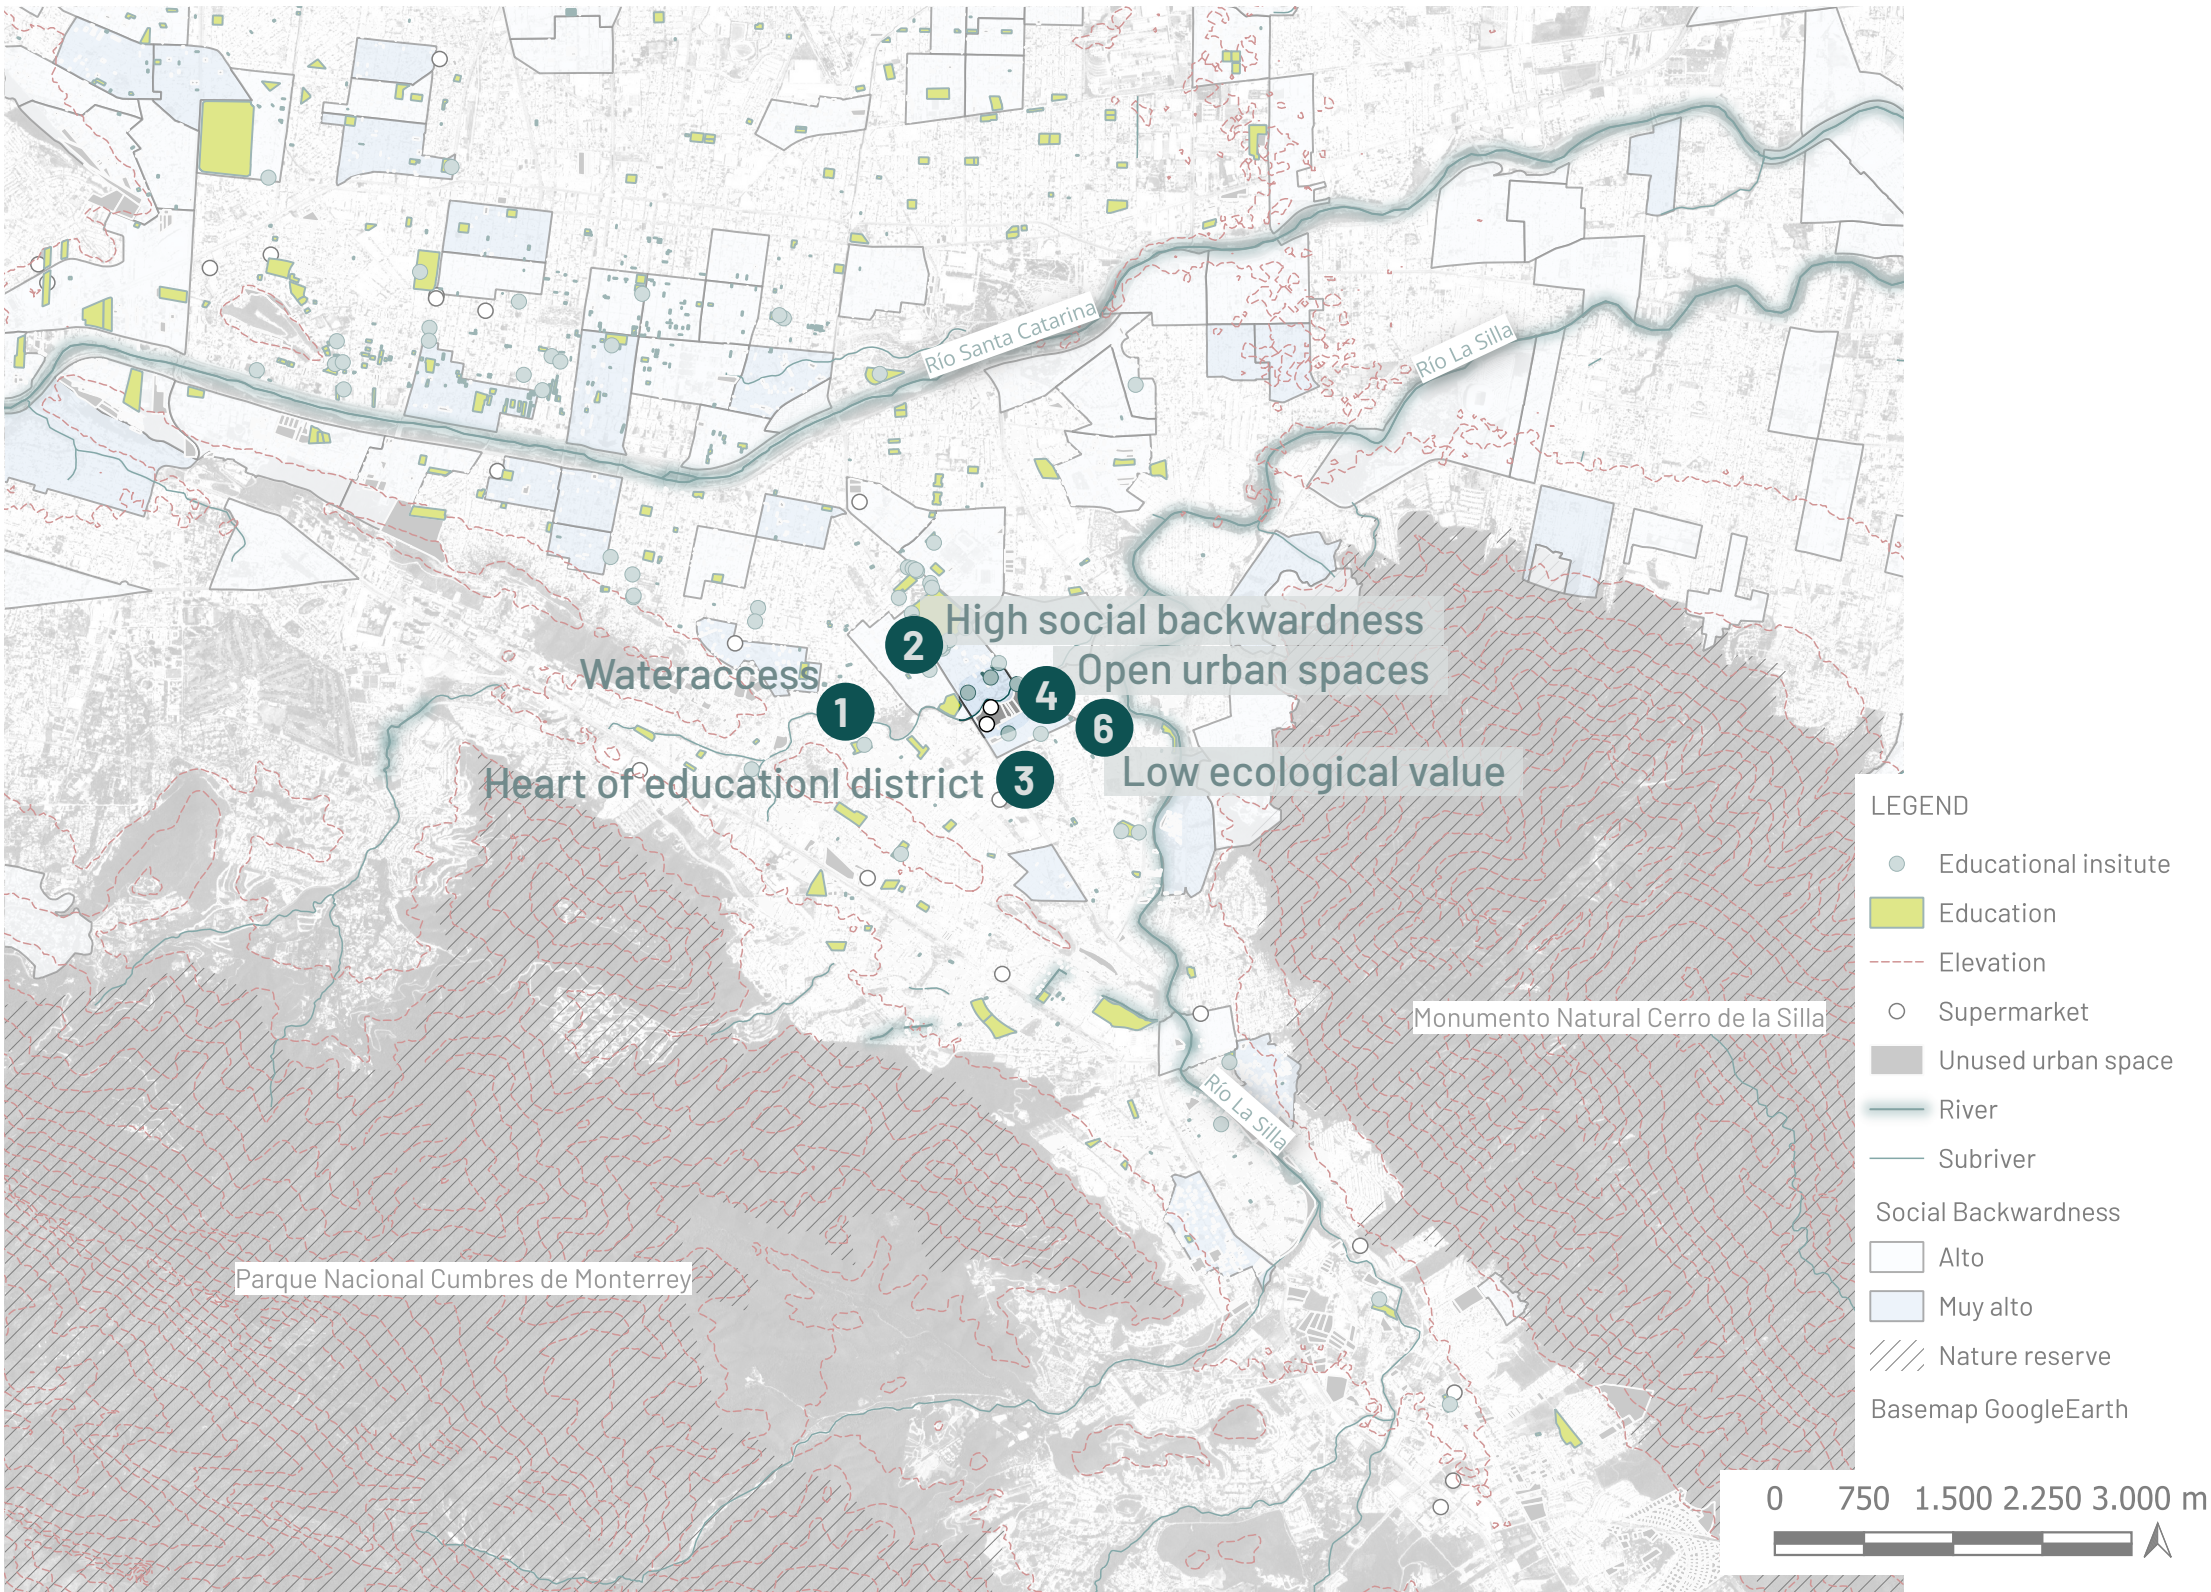 Río Santa Catarina
Río La Silla
2 High social backwardness
Wateraccess
Open urban spaces
1
4
6
Heart of educationl district 3
Low ecological value
LEGEND
Educational insitute
Education
Elevation
Monumento Natural Cerro de la Silla
Supermarket
Unused urban space
Río La Silla
River
Subriver
Social Backwardness
Alto
Parque Nacional Cumbres de Monterrey
Muy alto
Nature reserve
Basemap GoogleEarth
0 750 1.500 2.250 3.000 m